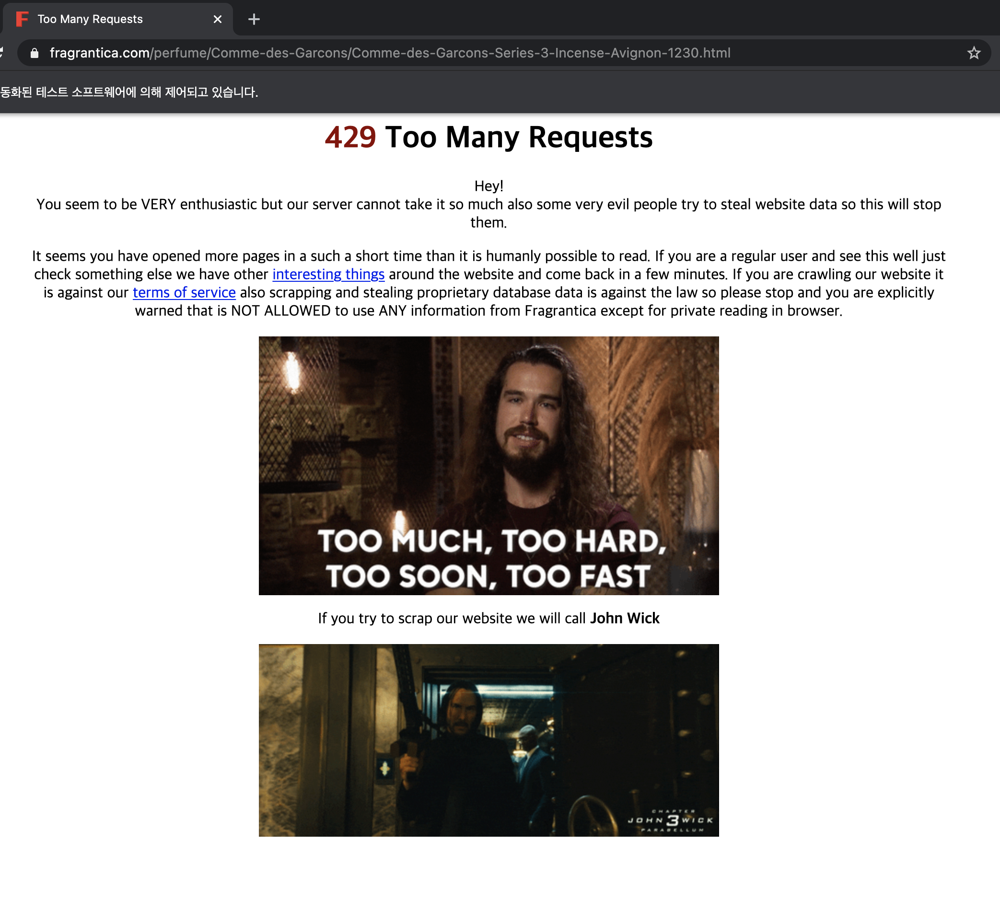 Too Many Requests
fragrantica.com/perfume/Comme-des-Garcons/Comme-des-Garcons-Series-3-Incense-Avignon-1230.html
동화된 테스트 소프트웨어에 의해 제어되고 있습니다.
429 Too Many Requests
Hey!
You seem to be VERY enthusiastic but our server cannot take it so much also some very evil people try to steal website data so this will stop
them.
It seems you have opened more pages in a such a short time than it is humanly possible to read. If you are a regular user and see this well just
check something else we have other interesting things around the website and come back in a few minutes. If you are crawling our website it
is against our terms of service also scrapping and stealing proprietary database data is against the law so please stop and you are explicitly
warned that is NOT ALLOWED to use ANY information from Fragrantica except for private reading in browser.
TOO MUCH, TOO HARD,
TOO SOON, TOO FAST
If you try to scrap our website we will call John Wick
CHAPTER
JOHN 3 WICK
PARABELLUM